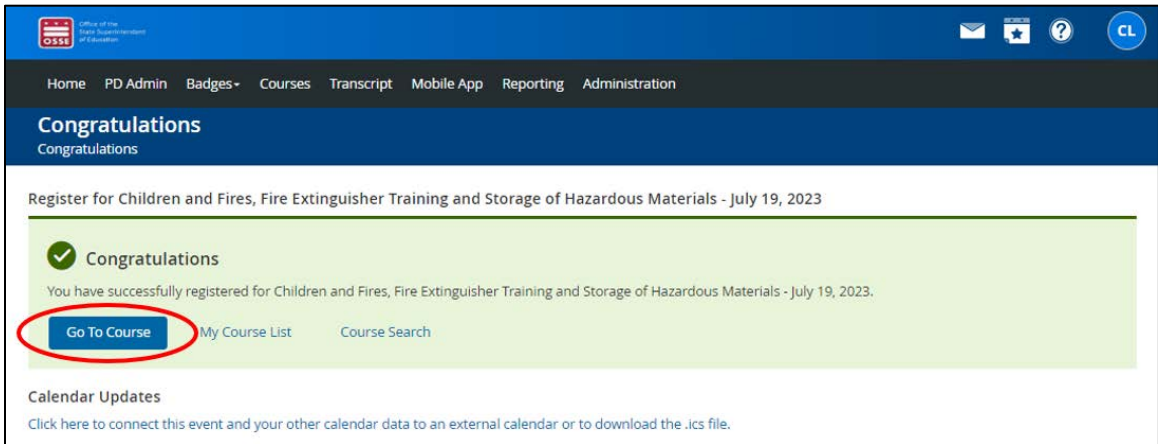 OSSE
Office of the
State Superintendent
of Education
CL
Home PD Admin Badges Courses Transcript Mobile App Reporting Administration
Congratulations
Congratulations
Register for Children and Fires, Fire Extinguisher Training and Storage of Hazardous Materials - July 19, 2023
Congratulations
You have successfully registered for Children and Fires, Fire Extinguisher Training and Storage of Hazardous Materials - July 19, 2023.
Go To Course My Course List Course Search
Calendar Updates
Click here to connect this event and your other calendar data to an external calendar or to download the .ics file.